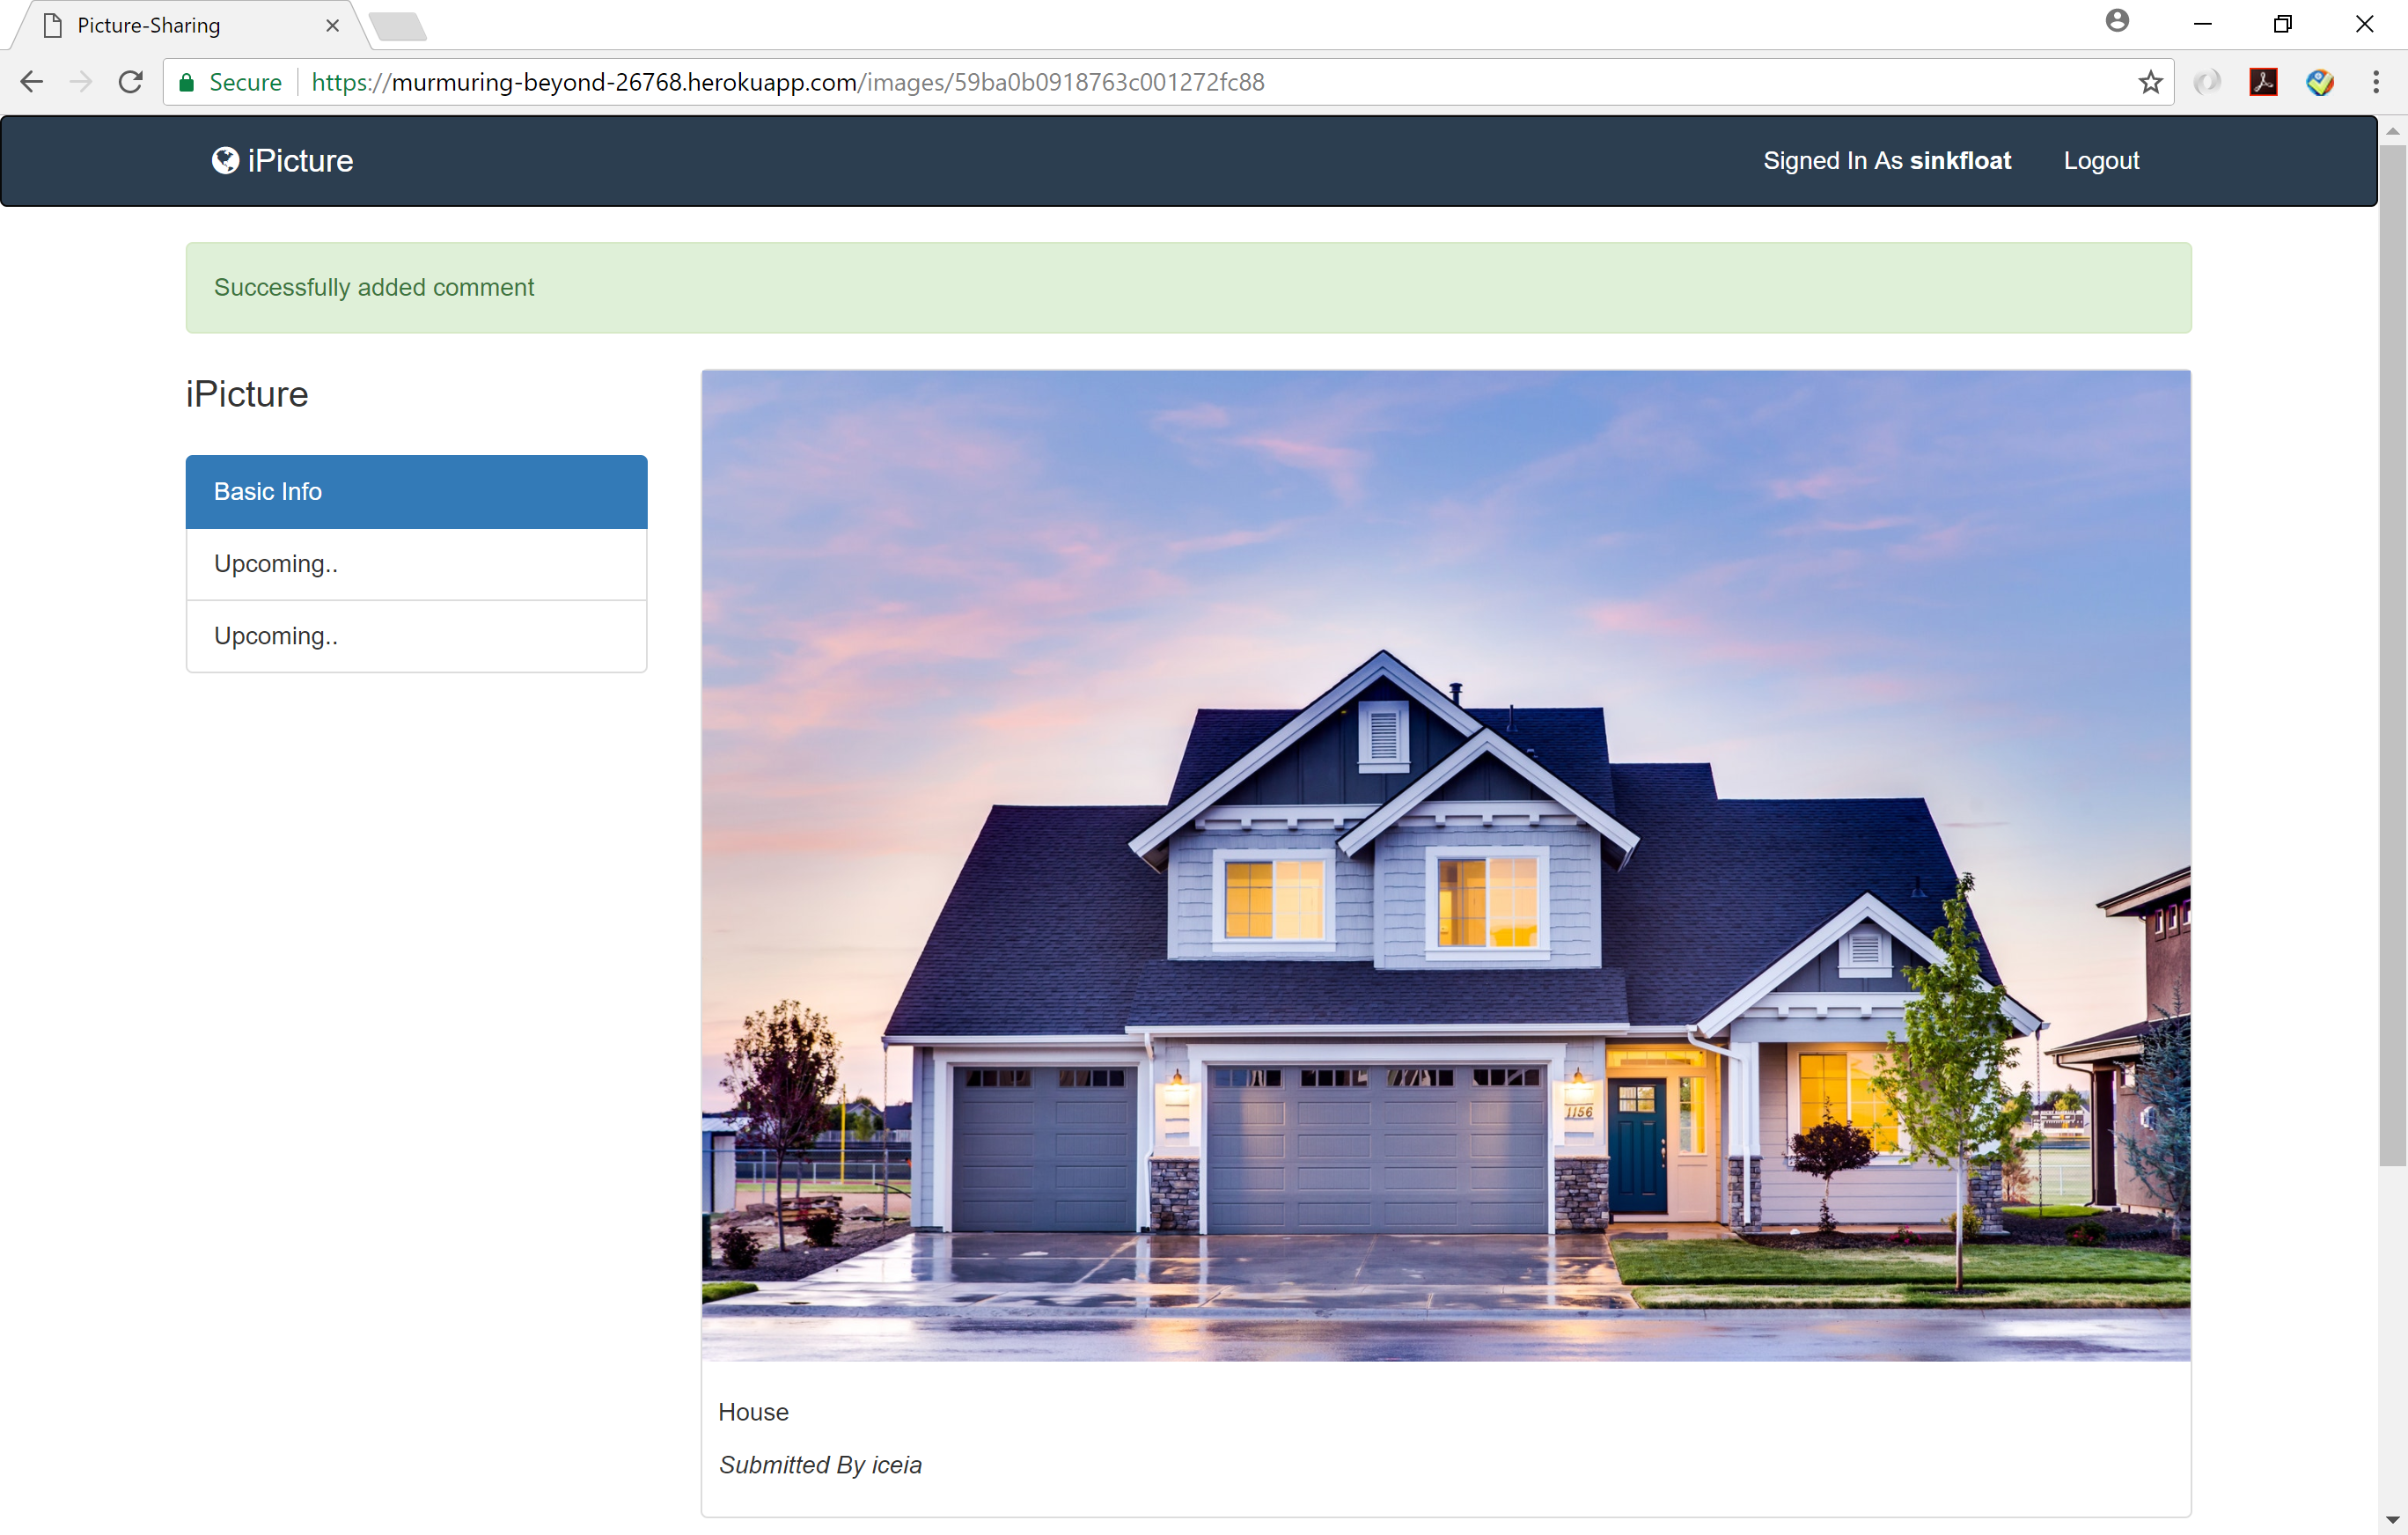 Picture-Sharing
Secure https://murmuring-beyond-26768.herokuapp.com/images/59ba0b0918763c001272fc88
iPicture Signed In As sinkfloat Logout
Successfully added comment
iPicture
Basic Info
Upcoming..
Upcoming..
1156
House
Submitted By iceia